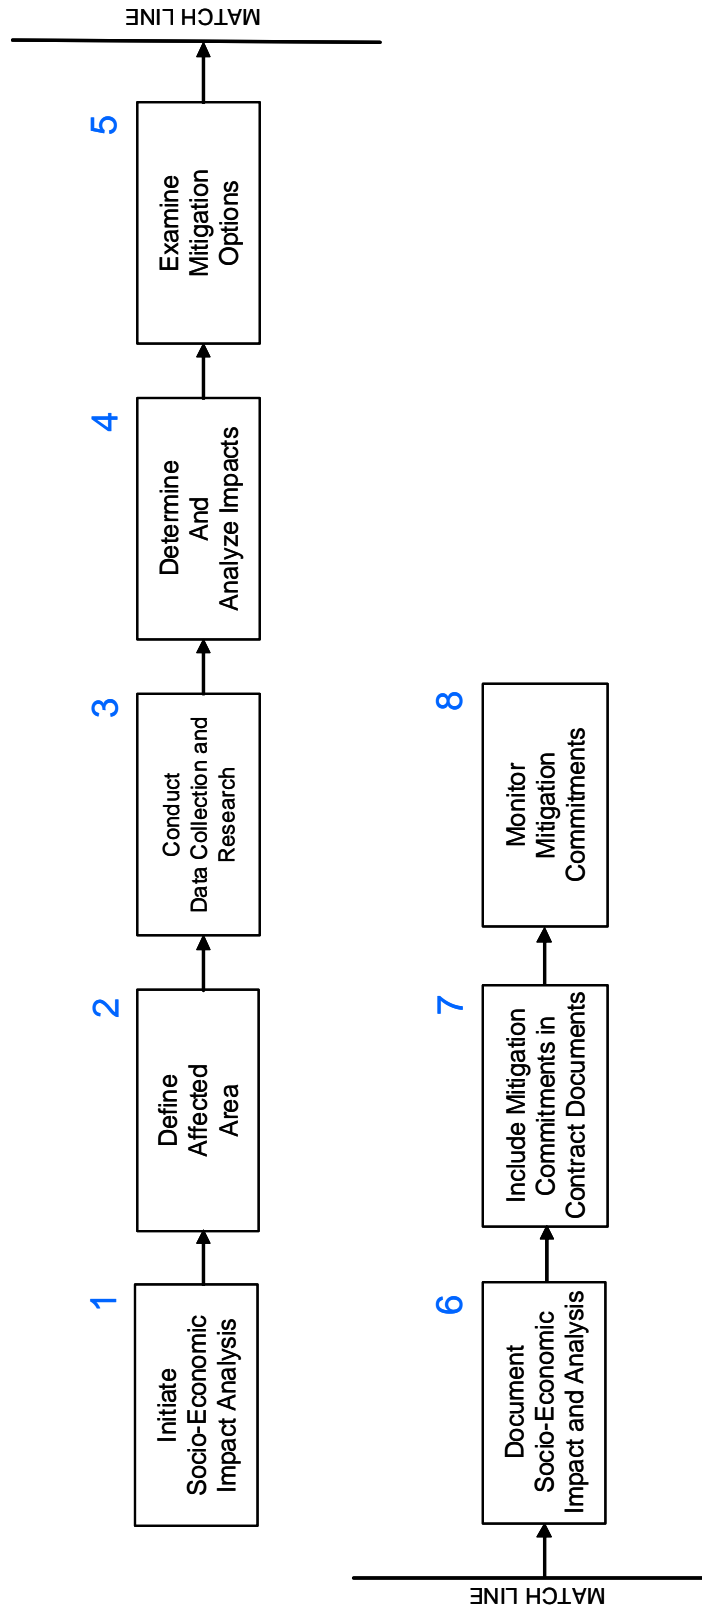 1
Initiate
Socio-Economic
Impact Analysis
2
Define
Affected
Area
3
Conduct
Data Collection and
Research
4
Determine
And
Analyze Impacts
5
Examine
Mitigation
Options
MATCH LINE
MATCH LINE
6
Document
Socio-Economic
Impact and Analysis
7
Include Mitigation
Commitments in
Contract Documents
8
Monitor
Mitigation
Commitments